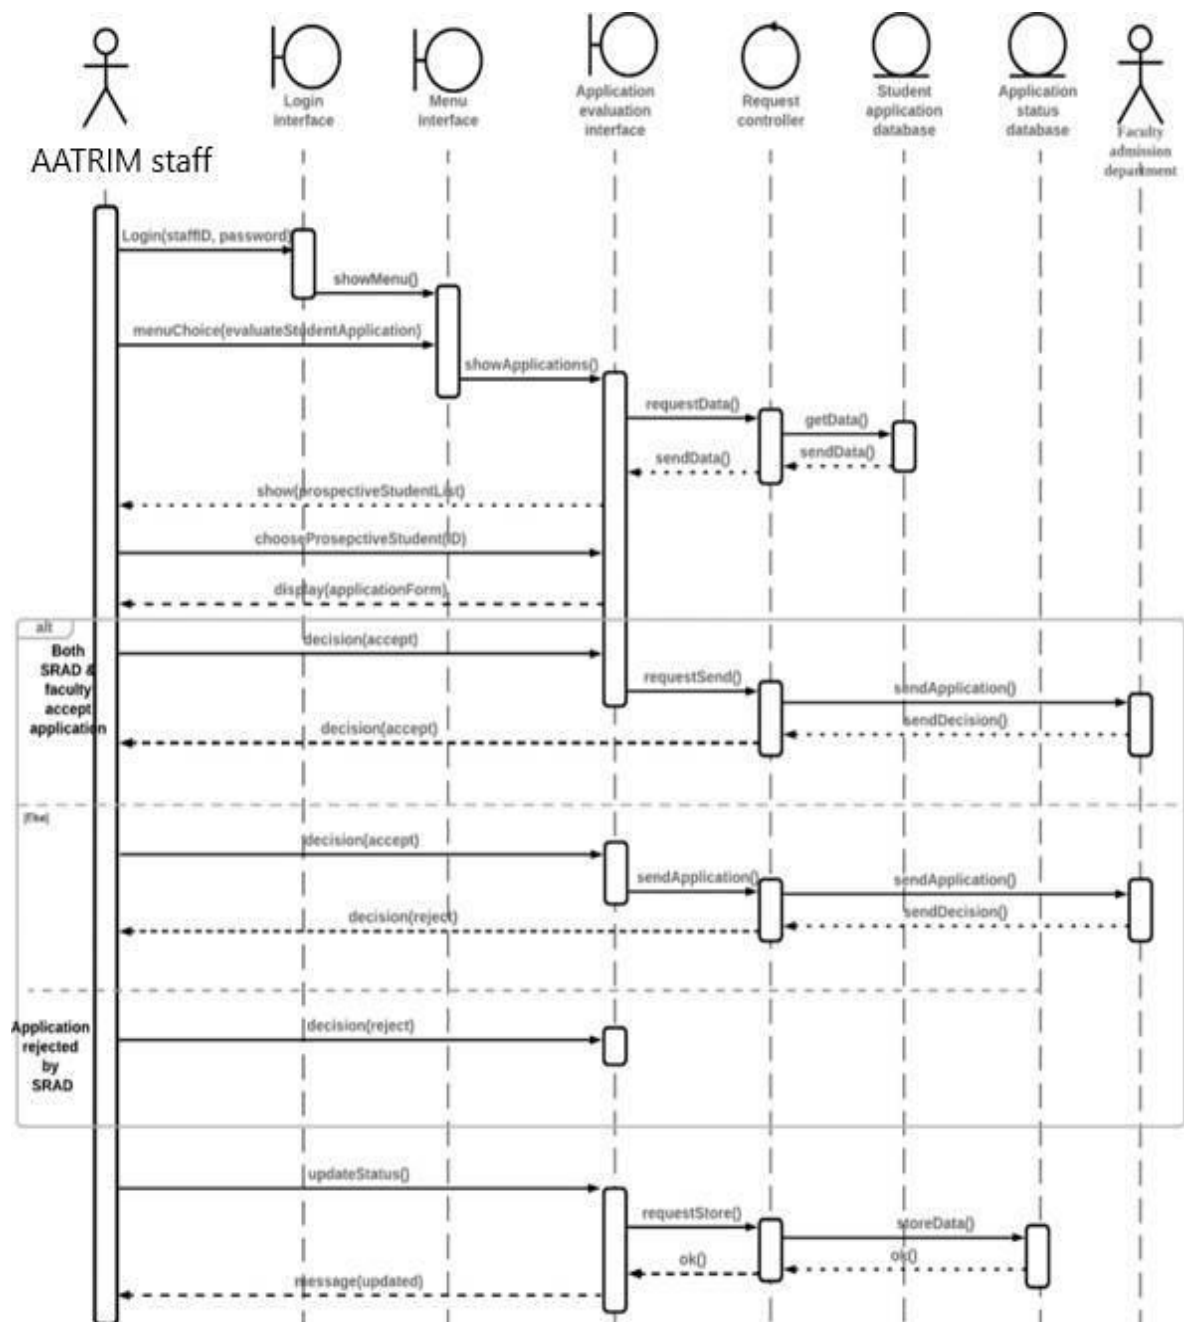 Login
interface
Menu
interface
Application
evaluation
interface
Request
controller
Student
application
database
Application
status
database
Faculty
admission
department
AATRIM staff
Login(staffID, password)
showMenu()
menuChoice(evaluateStudentApplication)
showApplications()
requestData()
getData()
sendData()
sendData()
show(prospectiveStudentList)
chooseProsepctiveStudent(ID)
display(applicationForm)
alt
Both
SRAD &
faculty
accept
application
decision(accept)
requestSend()
sendApplication()
sendDecision()
decision(accept)
[Else]
decision(accept)
sendApplication()
sendApplication()
sendDecision()
decision(reject)
Application
rejected
by
SRAD
decision(reject)
updateStatus()
requestStore()
storeData()
ok()
ok()
message(updated)